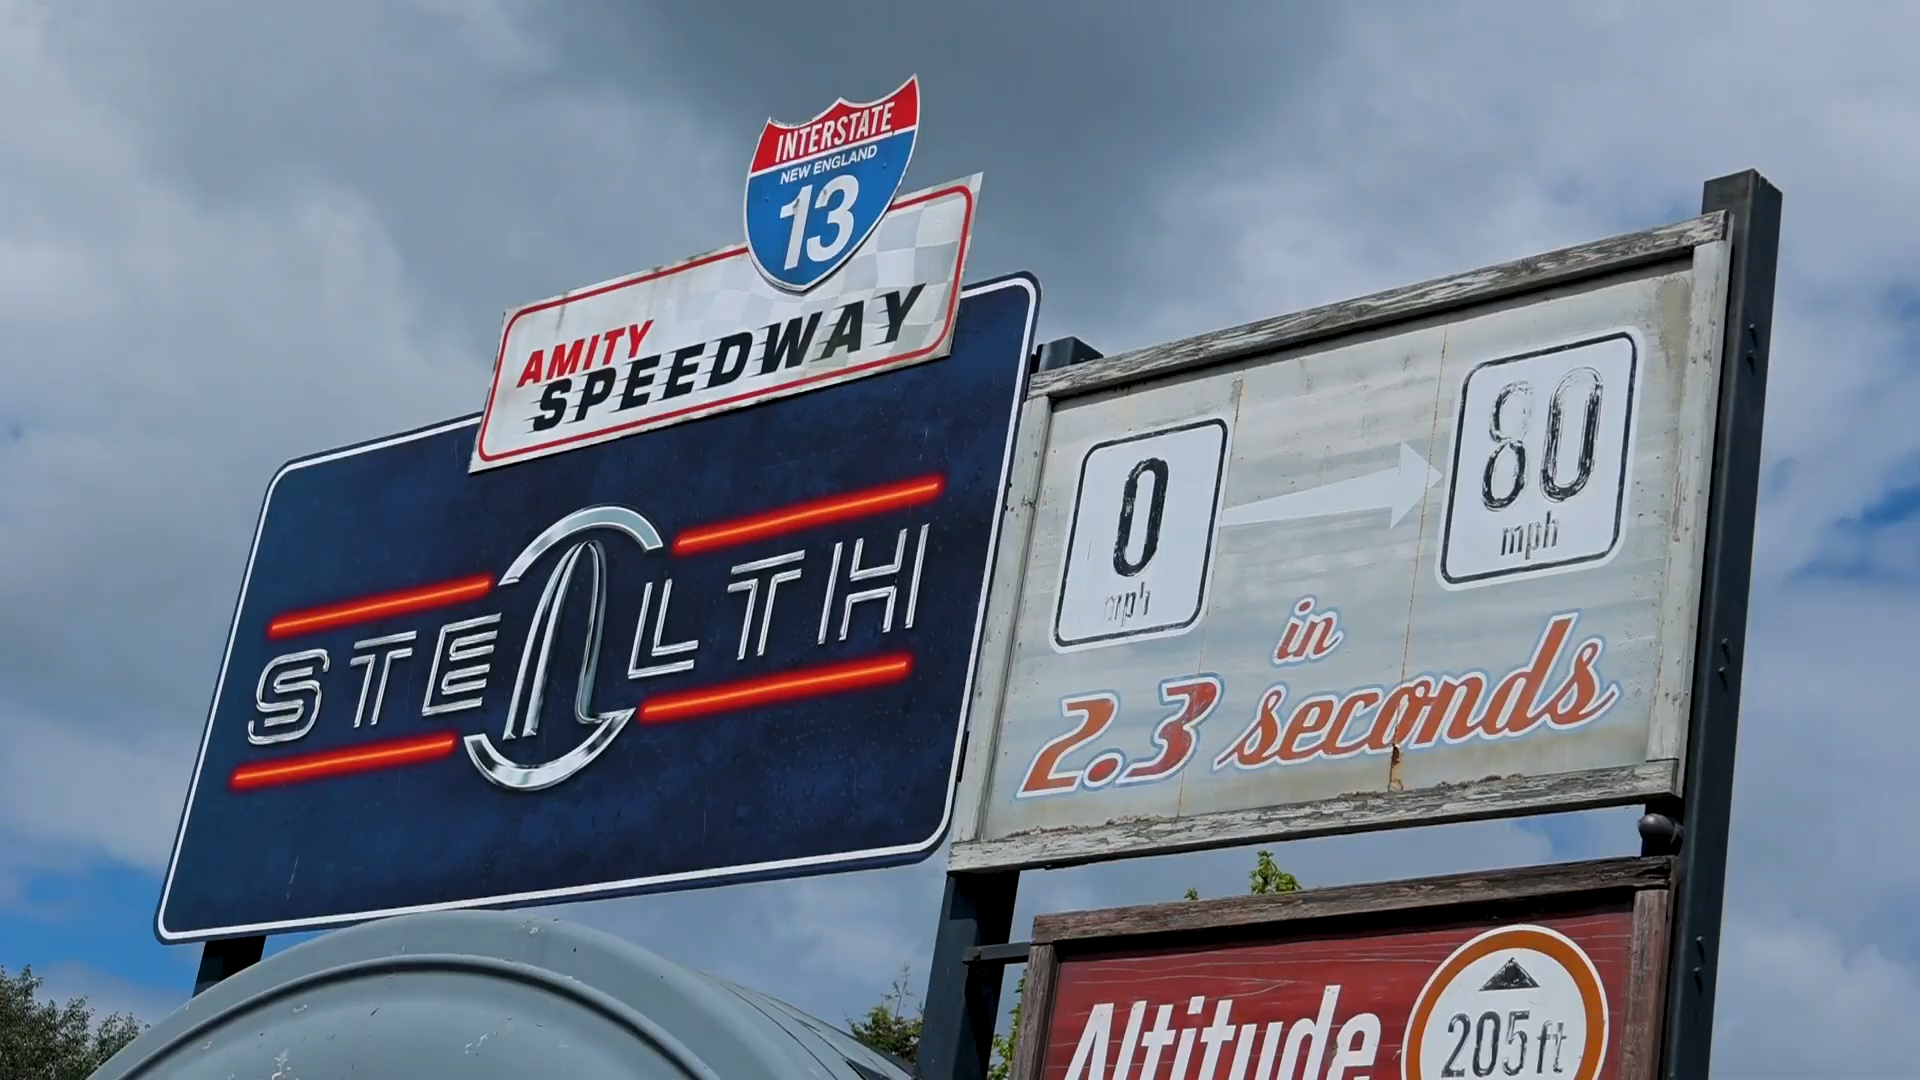 INTERSTATE
NEW ENGLAND
13
AMITY
SPEEDWAY
STEALTH
0
mph
80
mph
in
2.3 seconds
Altitude
205ft